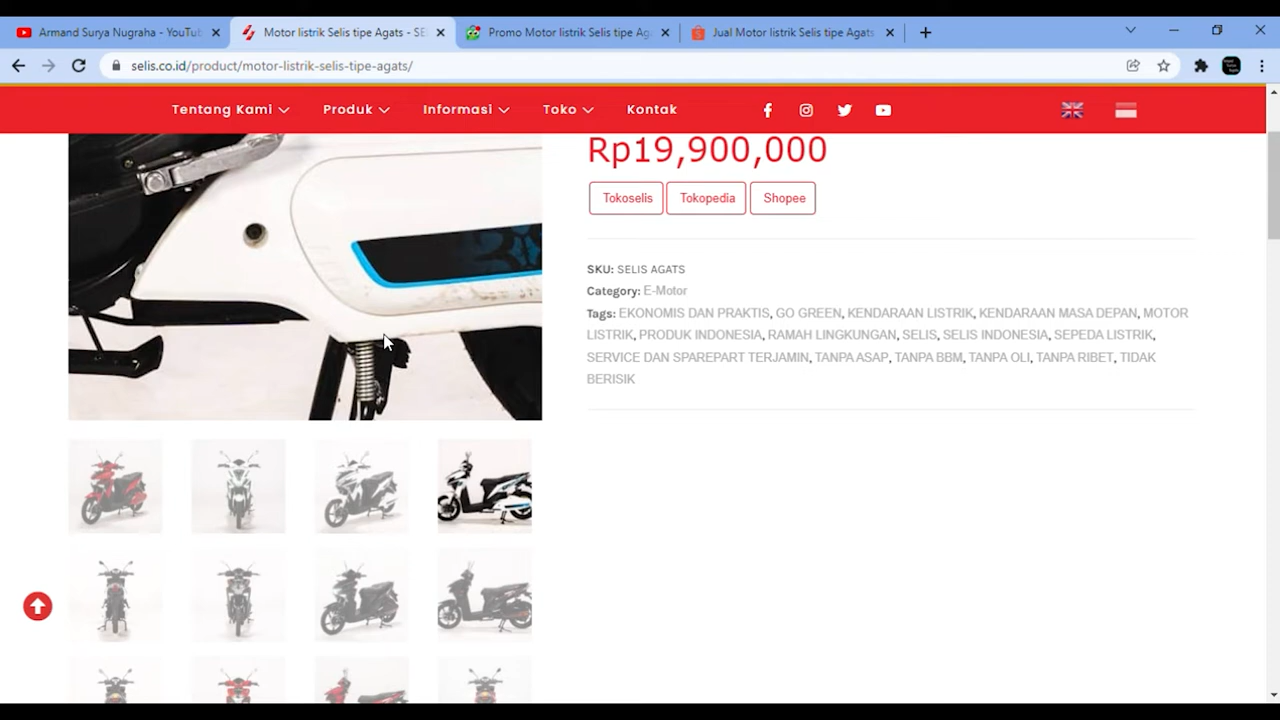 Armand Surya Nugraha - YouTub
Motor listrik Selis tipe Agats - SE
Promo Motor listrik Selis tipe Ag
Jual Motor listrik Selis tipe Agats
selis.co.id/product/motor-listrik-selis-tipe-agats/
Tentang Kami
Produk
Informasi
Toko
Kontak
Rp19,900,000
Tokoselis
Tokopedia
Shopee
SKU: SELIS AGATS
Category: E-Motor
Tags: EKONOMIS DAN PRAKTIS, GO GREEN, KENDARAAN LISTRIK, KENDARAAN MASA DEPAN, MOTOR
LISTRIK, PRODUK INDONESIA, RAMAH LINGKUNGAN, SELIS, SELIS INDONESIA, SEPEDA LISTRIK,
SERVICE DAN SPAREPART TERJAMIN, TANPA ASAP, TANPA BBM, TANPA OLI, TANPA RIBET, TIDAK
BERISIK